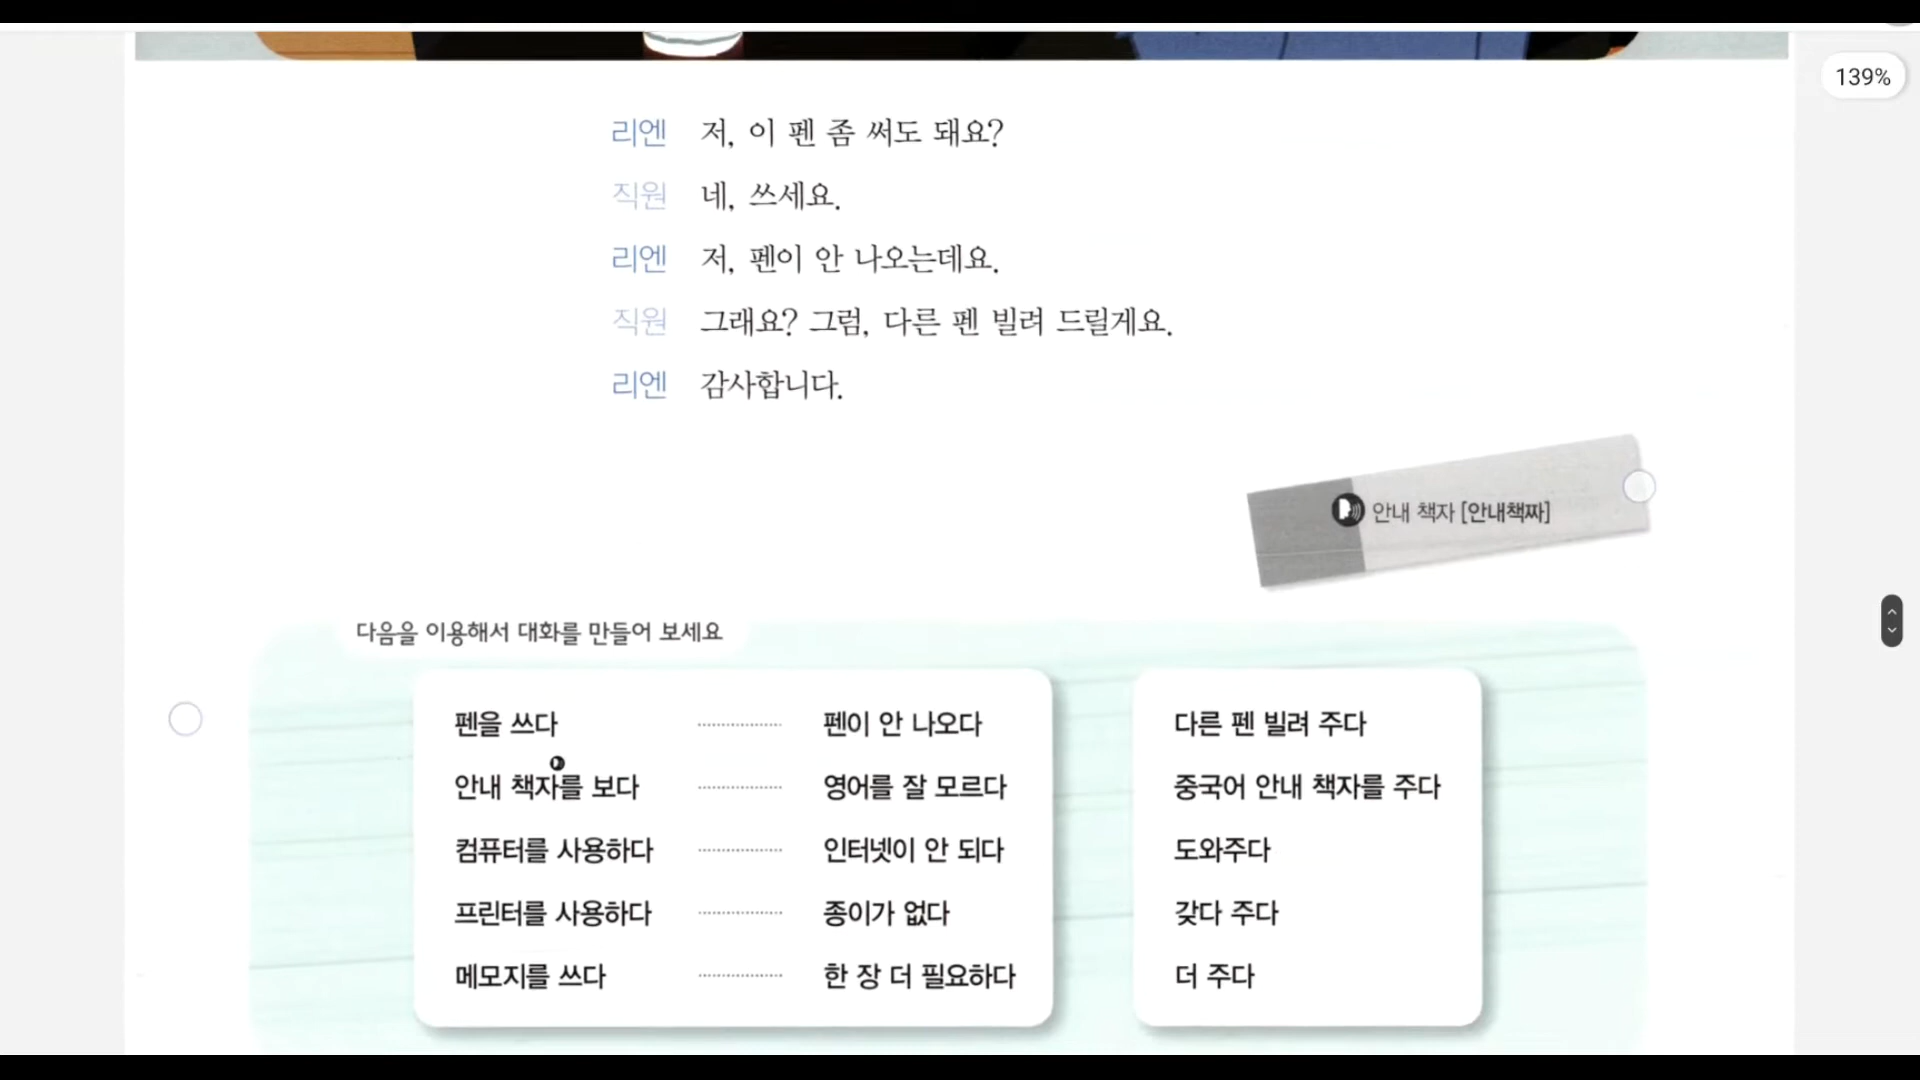 139%
리엔 저, 이 펜 좀 써도 돼요?
직원 네, 쓰세요.
리엔 저, 펜이 안 나오는데요.
직원 그래요? 그럼, 다른 펜 빌려 드릴게요.
리엔 감사합니다.
안내 책자 [안내책짜]
다음을 이용해서 대화를 만들어 보세요
펜을 쓰다 ⋯⋯⋯ 펜이 안 나오다 다른 펜 빌려 주다
안내 책자를 보다 ⋯⋯⋯ 영어를 잘 모르다 중국어 안내 책자를 주다
컴퓨터를 사용하다 ⋯⋯⋯ 인터넷이 안 되다 도와주다
프린터를 사용하다 ⋯⋯⋯ 종이가 없다 갖다 주다
메모지를 쓰다 ⋯⋯⋯ 한 장 더 필요하다 더 주다